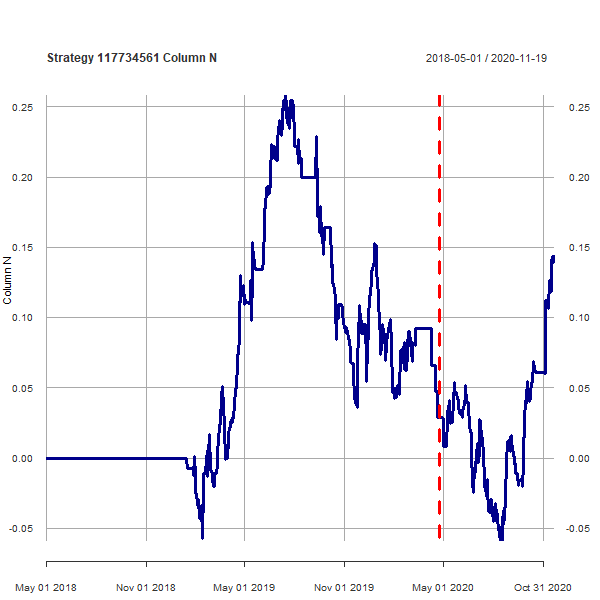 Strategy 117734561 Column N
2018-05-01 / 2020-11-19
0.25
0.25
0.20
0.20
0.15
0.15
Column N
0.10
0.10
0.05
0.05
0.00
0.00
-0.05
-0.05
May 01 2018
Nov 01 2018
May 01 2019
Nov 01 2019
May 01 2020
Oct 31 2020